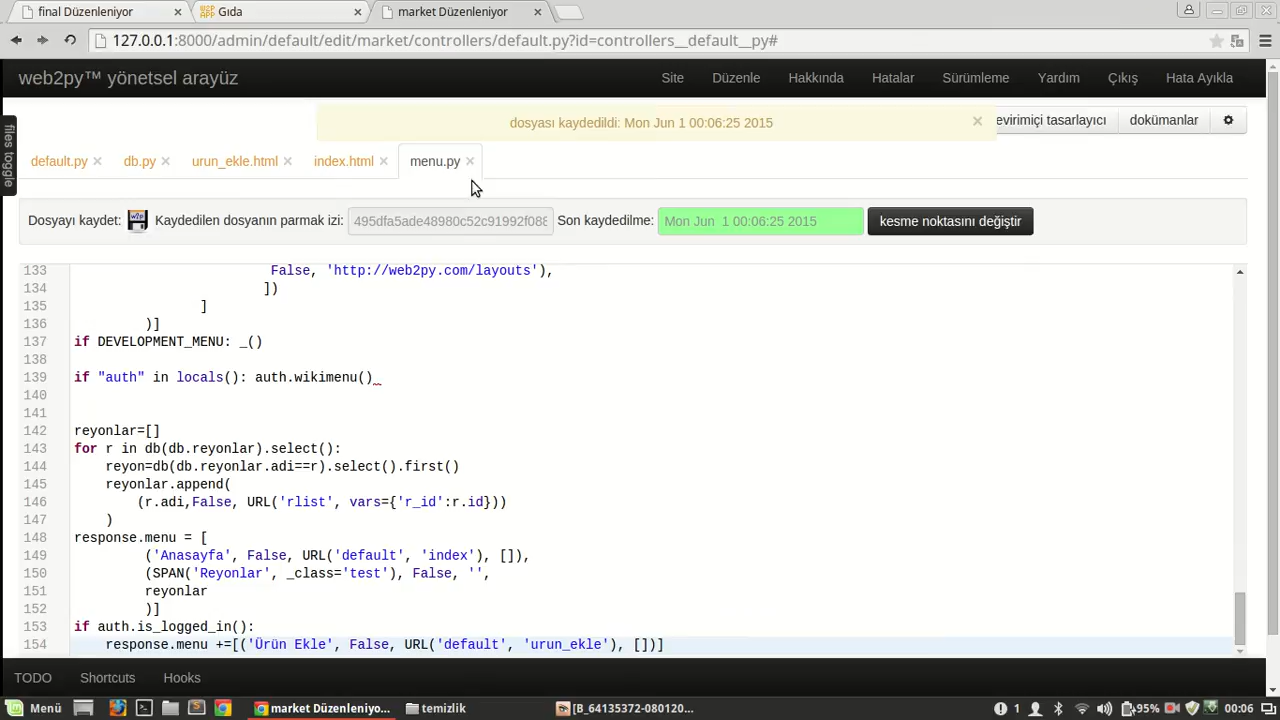 final Düzenleniyor
Gıda
market Düzenleniyor
127.0.0.1:8000/admin/default/edit/market/controllers/default.py?id=controllers__default__py#
web2py™ yönetsel arayüz
Site
Düzenle
Hakkında
Hatalar
Sürümleme
Yardım
Çıkış
Hata Ayıkla
dosyası kaydedildi: Mon Jun 1 00:06:25 2015
evirimiçi tasarlayıcı
dokümanlar
files toggle
default.py
db.py
urun_ekle.html
index.html
menu.py
Dosyayı kaydet:
Kaydedilen dosyanın parmak izi:
495dfa5ade48980c52c91992f088
Son kaydedilme:
Mon Jun 1 00:06:25 2015
kesme noktasını değiştir
133 False, 'http://web2py.com/layouts'),
134 ])
135 ]
136 )]
137 if DEVELOPMENT_MENU: _()
138
139 if "auth" in locals(): auth.wikimenu()
140
141
142 reyonlar=[]
143 for r in db(db.reyonlar).select():
144 reyon=db(db.reyonlar.adi==r).select().first()
145 reyonlar.append(
146 (r.adi,False, URL('rlist', vars={'r_id':r.id}))
147 )
148 response.menu = [
149 ('Anasayfa', False, URL('default', 'index'), []),
150 (SPAN('Reyonlar', _class='test'), False, '',
151 reyonlar
152 )]
153 if auth.is_logged_in():
154 response.menu +=[('Ürün Ekle', False, URL('default', 'urun_ekle'), [])]
TODO
Shortcuts
Hooks
Menü
market Düzenleniyo...
temizlik
[B_64135372-080120...
1
95%
00:06